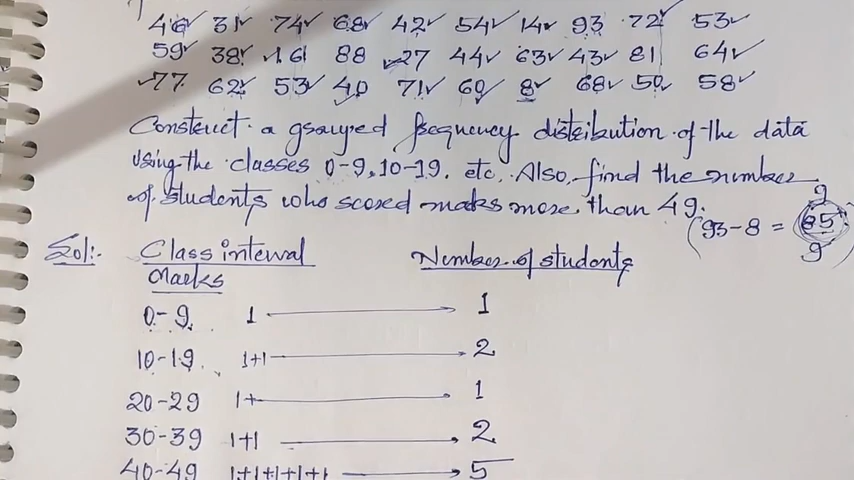 46 31 74 68 42 54 14 93 72 53
59 38 16 88 27 44 63 43 81 64
77 62 53 40 71 60 8 68 50 58
Construct a grouped frequency distribution of the data
using the classes 0-9, 10-19, etc. Also, find the number
of students who scored maks more than 49.
(93-8 = 85)
9
9
Sol:- Class interval Number of students
Marks
0-9 1 1
10-19 1+1 2
20-29 1+ 1
30-39 1+1 2
40-49 1+1+1+1+1 5